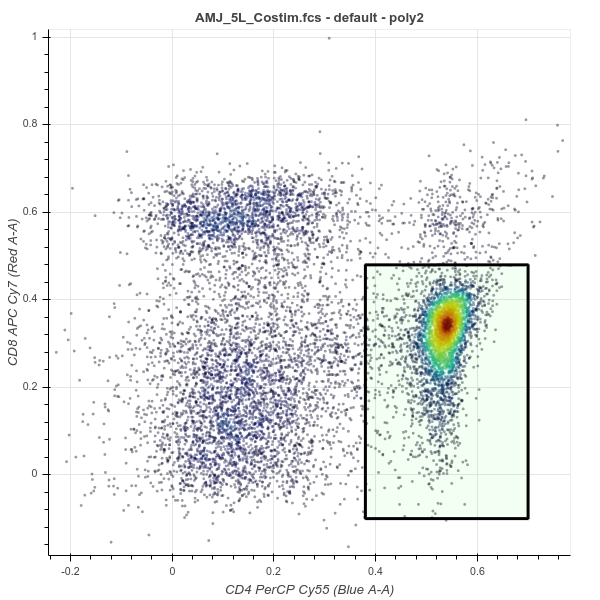 AMJ_5L_Costim.fcs - default - poly2
1
0.8
0.6
0.4
0.2
0
CD8 APC Cy7 (Red A-A)
-0.2 0 0.2 0.4 0.6
CD4 PerCP Cy55 (Blue A-A)